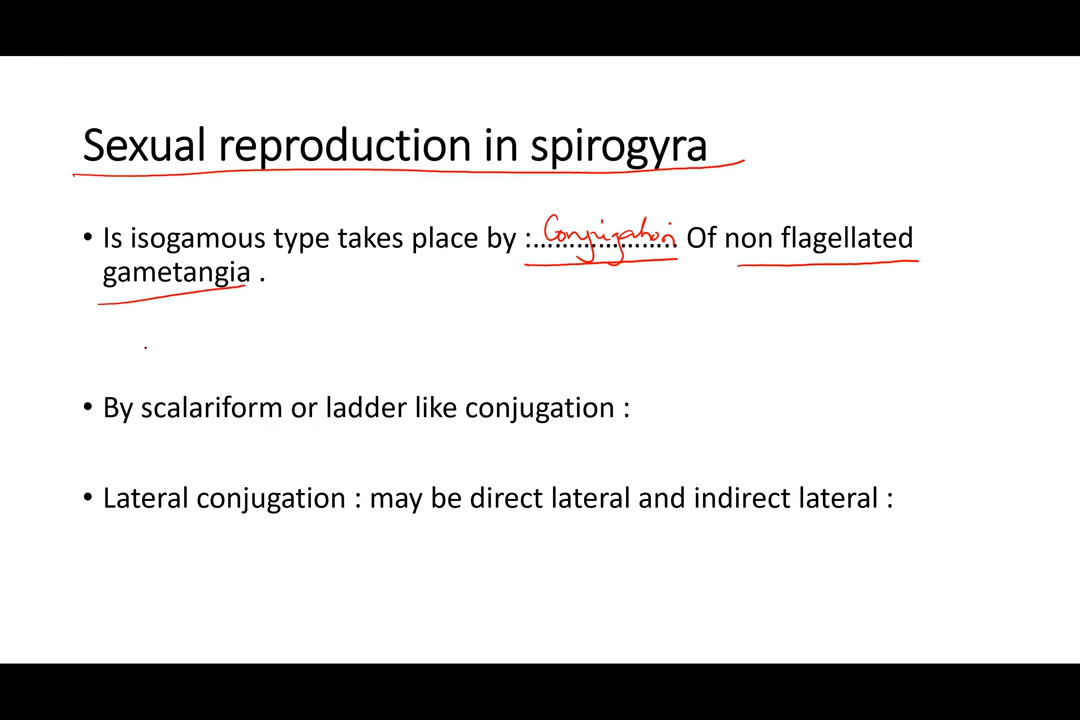 Sexual reproduction in spirogyra
• Is isogamous type takes place by :...Conjugation... Of non flagellated
gametangia .
• By scalariform or ladder like conjugation :
• Lateral conjugation : may be direct lateral and indirect lateral :